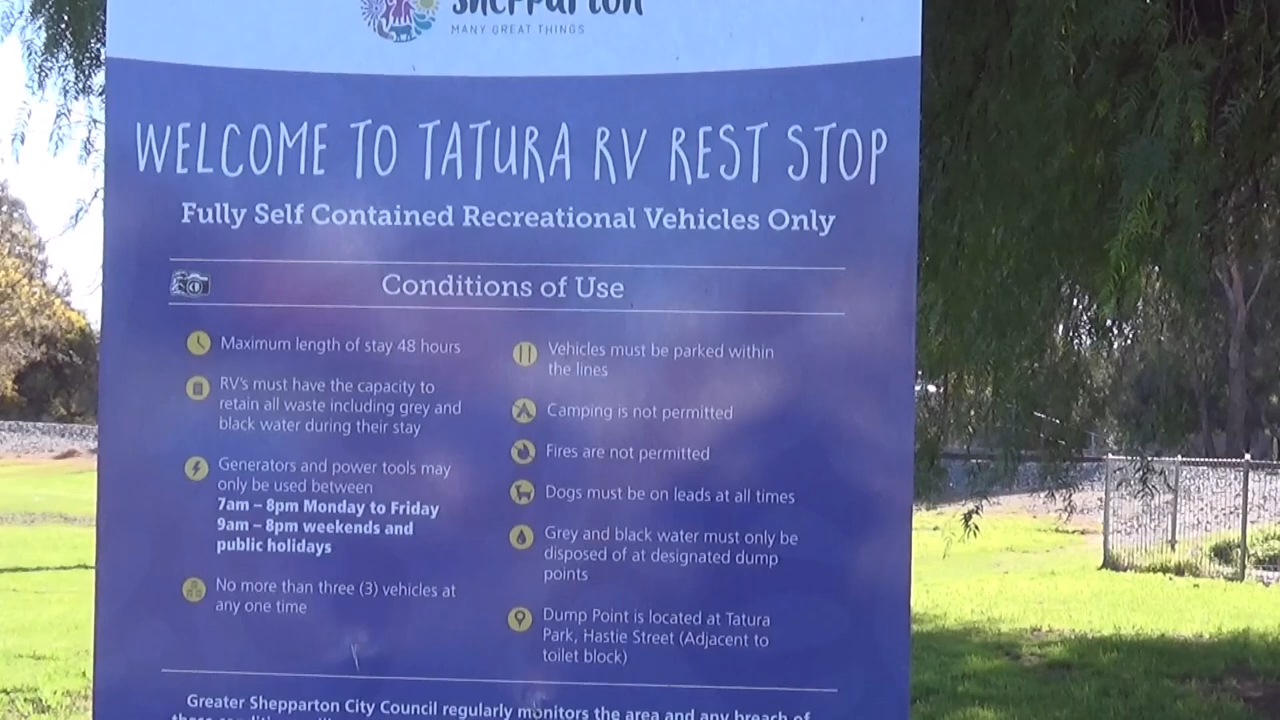 Shepparton
MANY GREAT THINGS
WELCOME TO TATURA RV REST STOP
Fully Self Contained Recreational Vehicles Only
Conditions of Use
Maximum length of stay 48 hours
RV's must have the capacity to
retain all waste including grey and
black water during their stay
Generators and power tools may
only be used between
7am – 8pm Monday to Friday
9am – 8pm weekends and
public holidays
No more than three (3) vehicles at
any one time
Vehicles must be parked within
the lines
Camping is not permitted
Fires are not permitted
Dogs must be on leads at all times
Grey and black water must only be
disposed of at designated dump
points
Dump Point is located at Tatura
Park, Hastie Street (Adjacent to
toilet block)
Greater Shepparton City Council regularly monitors the area and any breach of